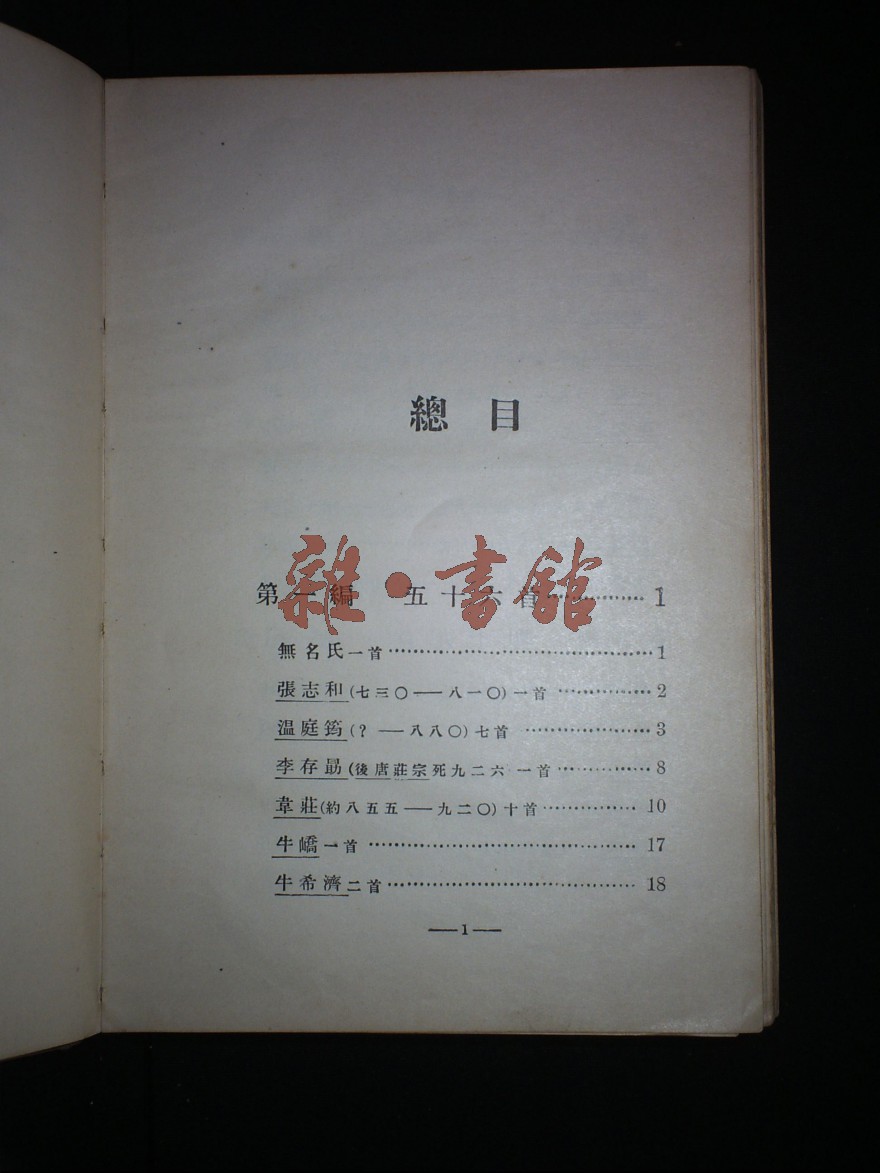 總目
雜·書館
第一編 五十六首……………1
無名氏一首……………1
張志和(七三〇——八一〇)一首……………2
温庭筠(?——八八〇)七首……………3
李存勗(後唐莊宗死九二六 一首……………8
韋莊(約八五五——九二〇)十首……………10
牛嶠一首……………17
牛希濟二首……………18
——1——